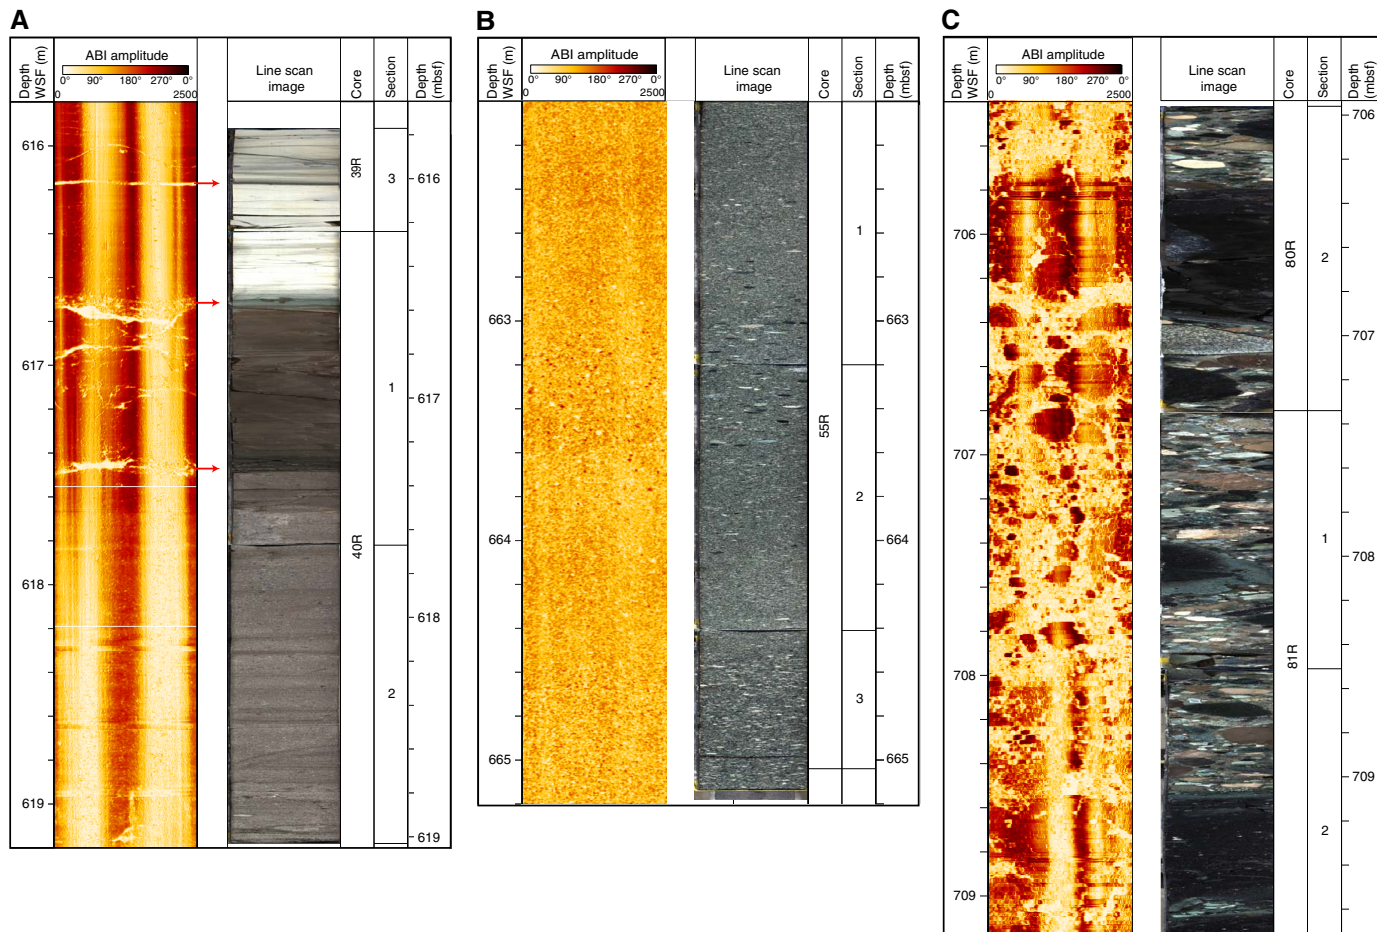 A
Depth
WSF (m)
ABI amplitude
0° 90° 180° 270° 0°
0 2500
Line scan
image
Core
Section
Depth
(mbsf)
616
617
618
619
39R
40R
3
1
2
616
617
618
619
B
Depth
WSF (m)
ABI amplitude
0° 90° 180° 270° 0°
0 2500
Line scan
image
Core
Section
Depth
(mbsf)
663
664
665
55R
1
2
3
663
664
665
C
Depth
WSF (m)
ABI amplitude
0° 90° 180° 270° 0°
0 2500
Line scan
image
Core
Section
Depth
(mbsf)
706
707
708
709
80R
81R
2
1
2
706
707
708
709